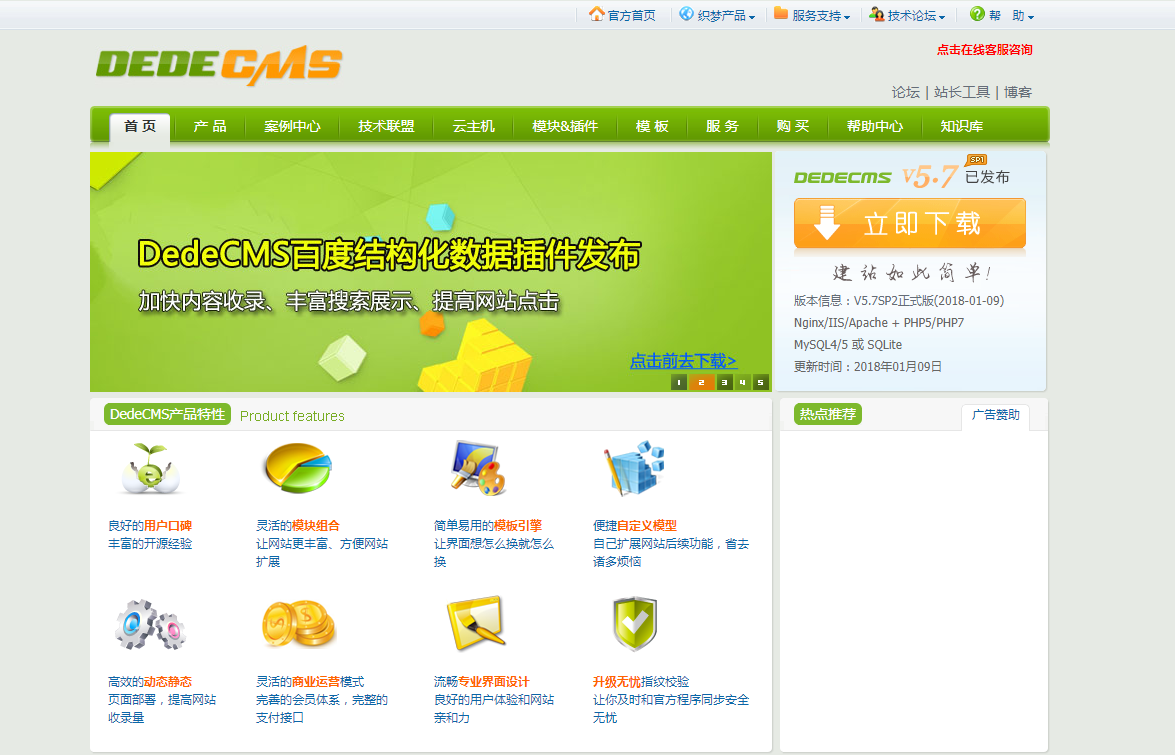 官方首页 织梦产品 服务支持 技术论坛 帮 助
DEDECMS
点击在线客服咨询
论坛 | 站长工具 | 博客
首 页 产 品 案例中心 技术联盟 云主机 模块&插件 模 板 服 务 购 买 帮助中心 知识库
DedeCMS百度结构化数据插件发布
加快内容收录、丰富搜索展示、提高网站点击
点击前去下载>
1 2 3 4 5
DEDECMS v5.7 SP1 已发布
立即下载
建站如此简单!
版本信息：V5.7SP2正式版(2018-01-09)
Nginx/IIS/Apache + PHP5/PHP7
MySQL4/5 或 SQLite
更新时间：2018年01月09日
DedeCMS产品特性 Product features
良好的用户口碑
丰富的开源经验
灵活的模块组合
让网站更丰富、方便网站
扩展
简单易用的模板引擎
让界面想怎么换就怎么
换
便捷自定义模型
自己扩展网站后续功能，省去
诸多烦恼
高效的动态静态
页面部署，提高网站
收录量
灵活的商业运营模式
完善的会员体系，完整的
支付接口
流畅专业界面设计
良好的用户体验和网站
亲和力
升级无忧指纹校验
让你及时和官方程序同步安全
无忧
热点推荐 广告赞助